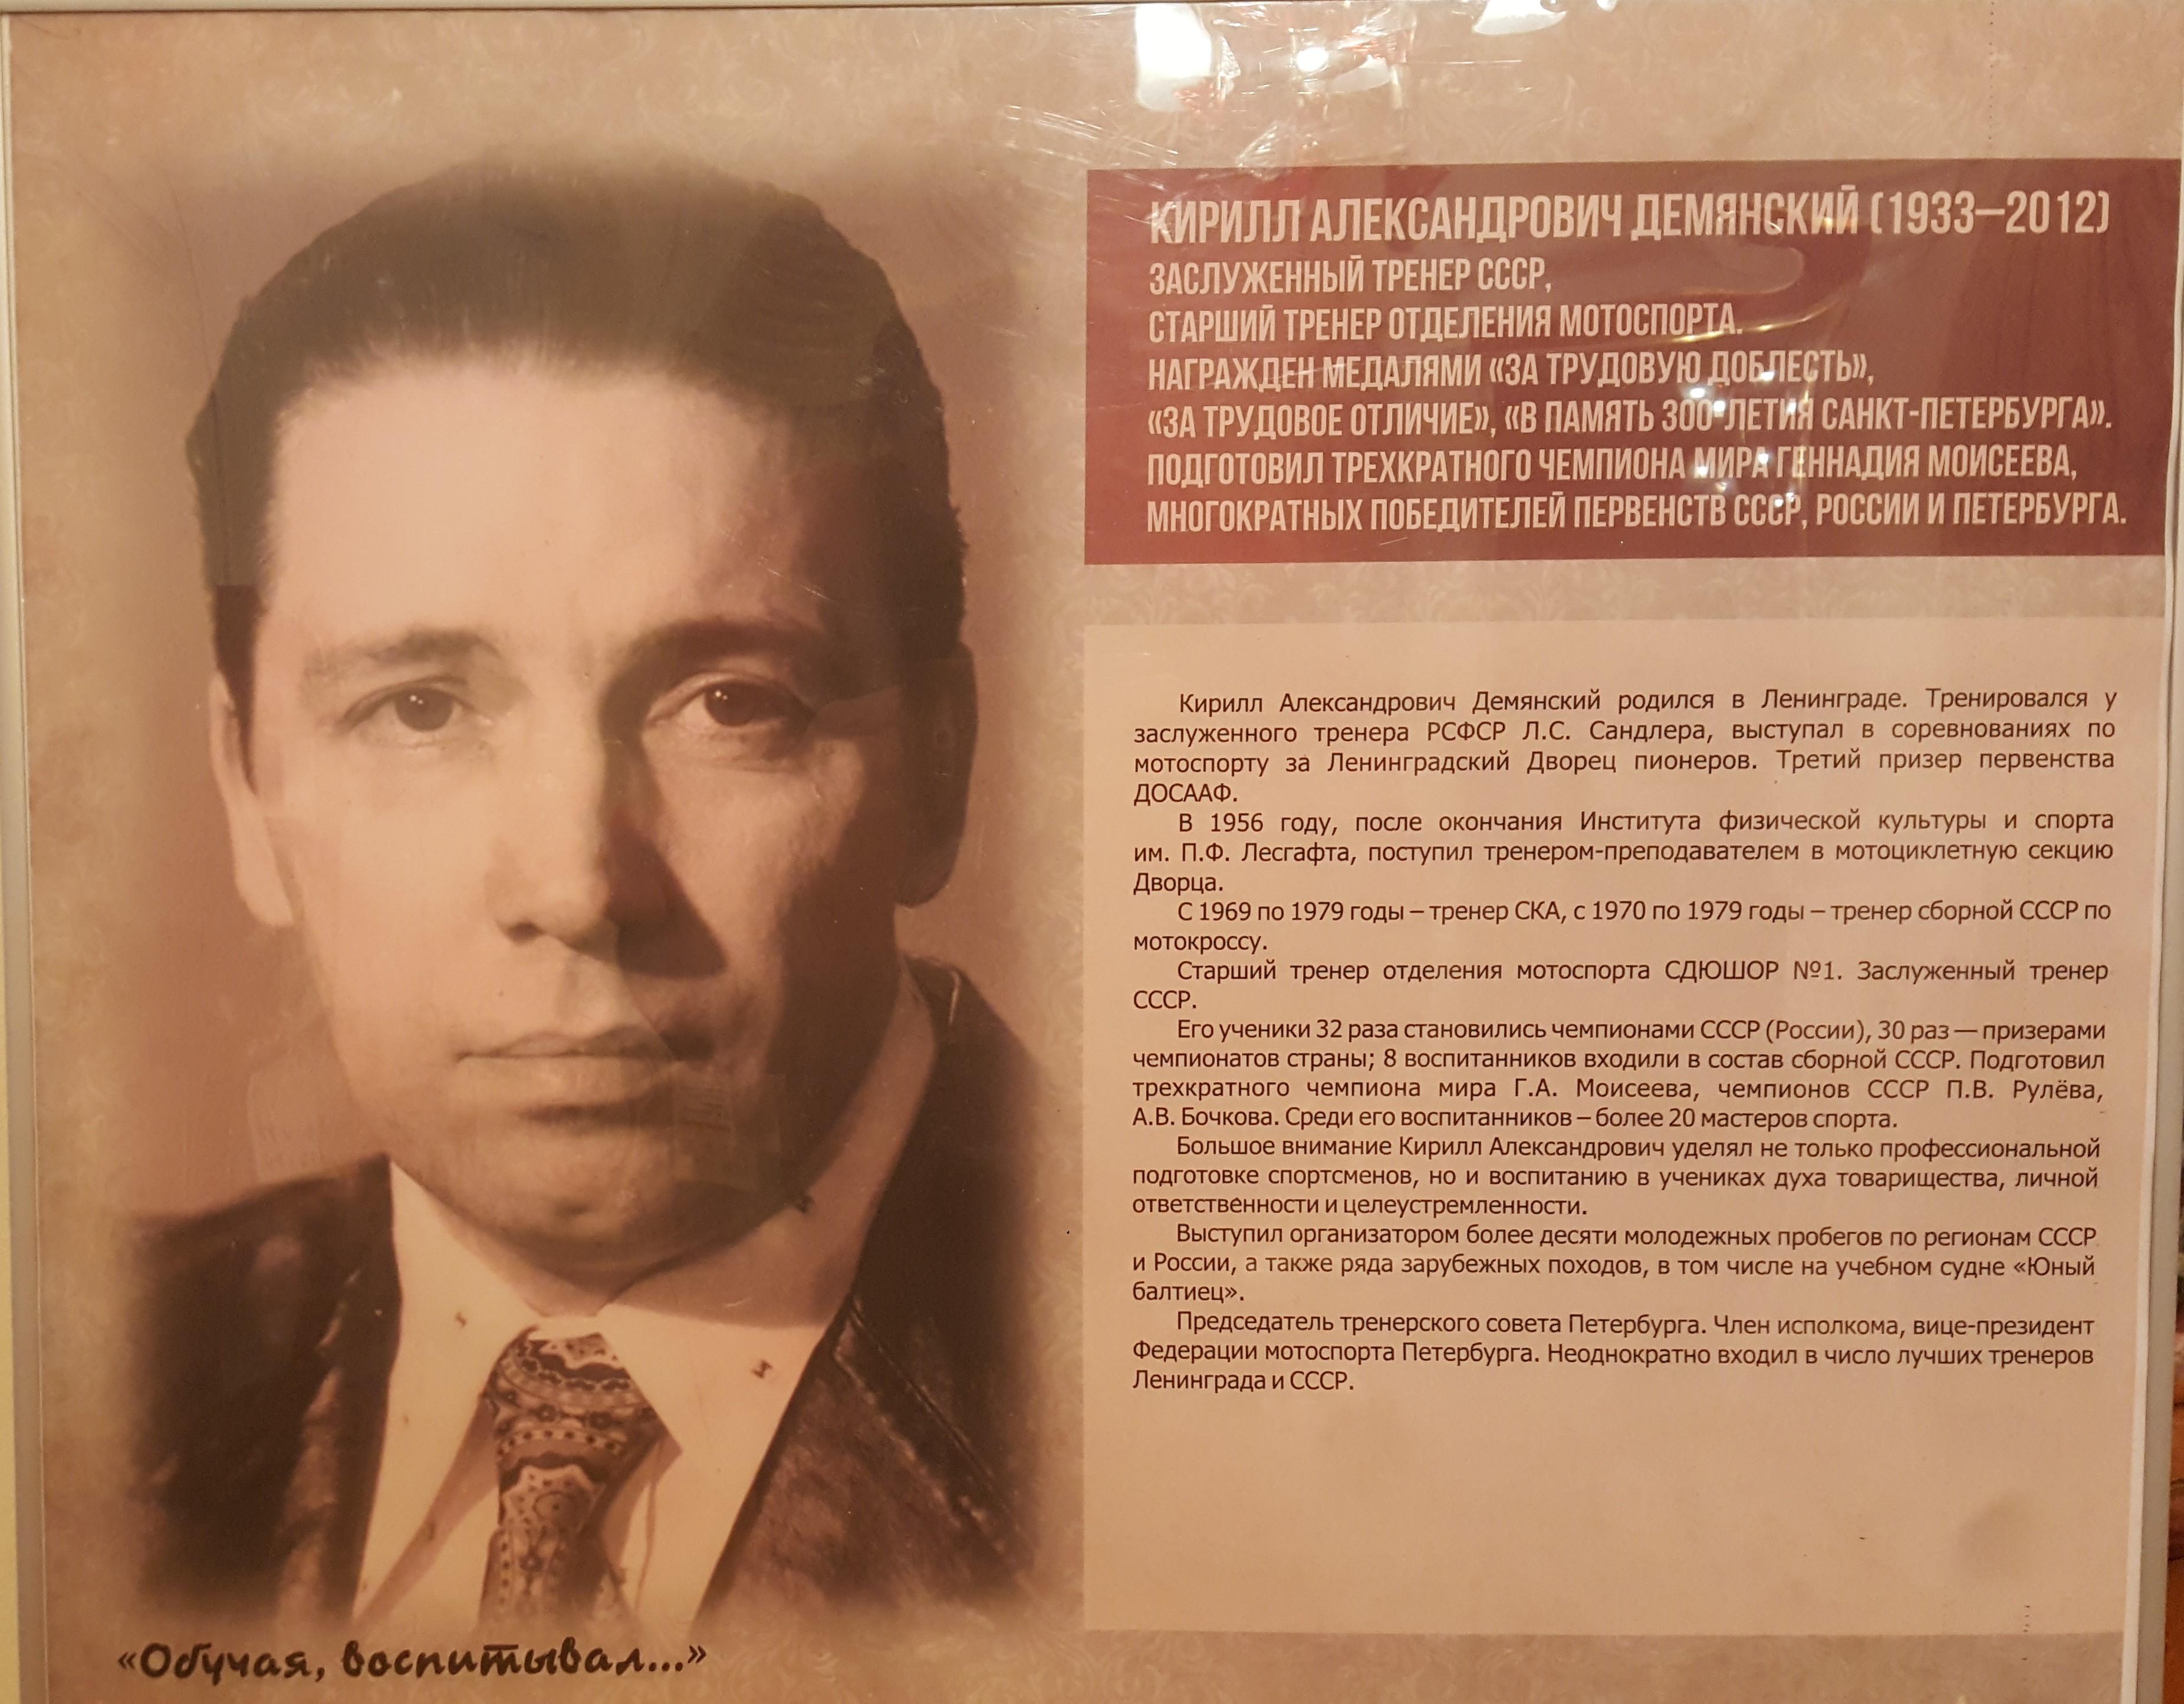 КИРИЛЛ АЛЕКСАНДРОВИЧ ДЕМЯНСКИЙ (1933–2012)
ЗАСЛУЖЕННЫЙ ТРЕНЕР СССР,
СТАРШИЙ ТРЕНЕР ОТДЕЛЕНИЯ МОТОСПОРТА.
НАГРАЖДЕН МЕДАЛЯМИ «ЗА ТРУДОВУЮ ДОБЛЕСТЬ»,
«ЗА ТРУДОВОЕ ОТЛИЧИЕ», «В ПАМЯТЬ 300-ЛЕТИЯ САНКТ-ПЕТЕРБУРГА».
ПОДГОТОВИЛ ТРЕХКРАТНОГО ЧЕМПИОНА МИРА ГЕННАДИЯ МОИСЕЕВА,
МНОГОКРАТНЫХ ПОБЕДИТЕЛЕЙ ПЕРВЕНСТВ СССР, РОССИИ И ПЕТЕРБУРГА.
Кирилл Александрович Демянский родился в Ленинграде. Тренировался у
заслуженного тренера РСФСР Л.С. Сандлера, выступал в соревнованиях по
мотоспорту за Ленинградский Дворец пионеров. Третий призер первенства
ДОСААФ.
В 1956 году, после окончания Института физической культуры и спорта
им. П.Ф. Лесгафта, поступил тренером-преподавателем в мотоциклетную секцию
Дворца.
С 1969 по 1979 годы – тренер СКА, с 1970 по 1979 годы – тренер сборной СССР по
мотокроссу.
Старший тренер отделения мотоспорта СДЮШОР №1. Заслуженный тренер
СССР.
Его ученики 32 раза становились чемпионами СССР (России), 30 раз — призерами
чемпионатов страны; 8 воспитанников входили в состав сборной СССР. Подготовил
трехкратного чемпиона мира Г.А. Моисеева, чемпионов СССР П.В. Рулёва,
А.В. Бочкова. Среди его воспитанников – более 20 мастеров спорта.
Большое внимание Кирилл Александрович уделял не только профессиональной
подготовке спортсменов, но и воспитанию в учениках духа товарищества, личной
ответственности и целеустремленности.
Выступил организатором более десяти молодежных пробегов по регионам СССР
и России, а также ряда зарубежных походов, в том числе на учебном судне «Юный
балтиец».
Председатель тренерского совета Петербурга. Член исполкома, вице-президент
Федерации мотоспорта Петербурга. Неоднократно входил в число лучших тренеров
Ленинграда и СССР.
«Обучая, воспитывал...»